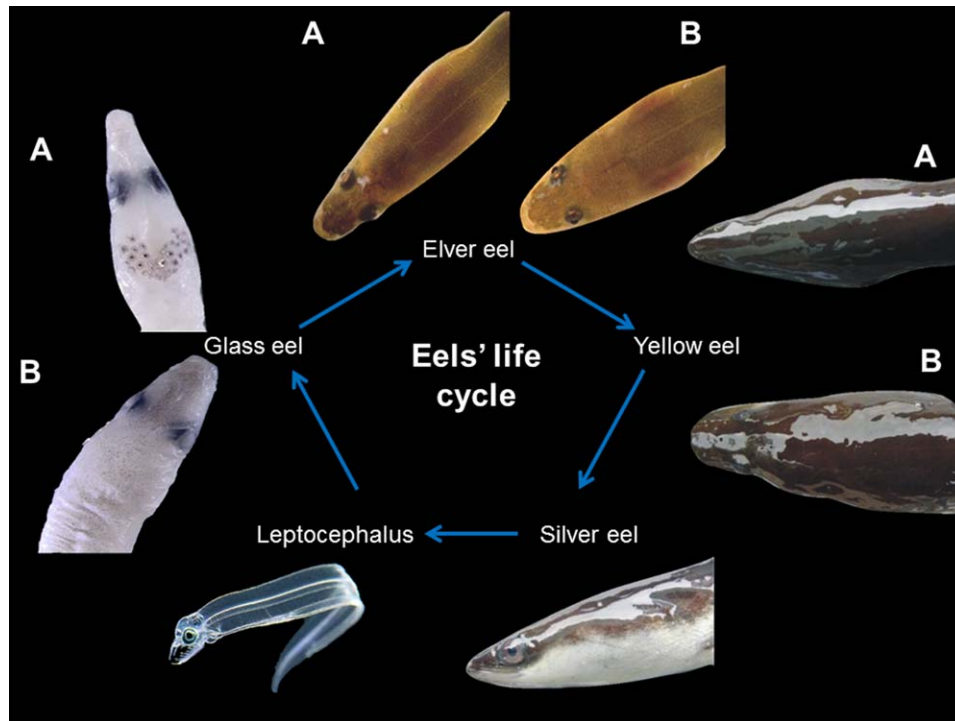 A
B
A
A
Elver eel
Glass eel
Eels’ life
cycle
Yellow eel
B
B
Leptocephalus
Silver eel